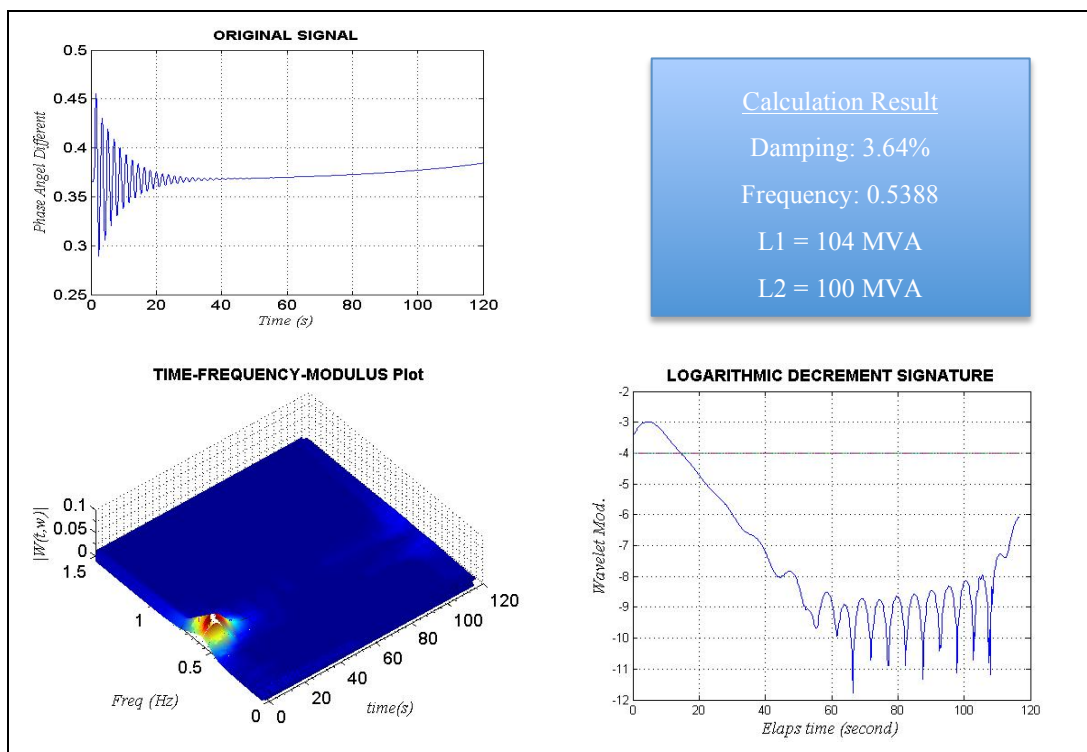 ORIGINAL SIGNAL
0.5
0.45
0.4
0.35
0.3
0.25
Phase Angel Different
0 20 40 60 80 100 120
Time (s)
Calculation Result
Damping: 3.64%
Frequency: 0.5388
L1 = 104 MVA
L2 = 100 MVA
TIME-FREQUENCY-MODULUS Plot
|W(t,w)|
0.1
0.05
0
1.5
1
0.5
0
Freq (Hz)
0
20
40
60
80
100
120
time(s)
LOGARITHMIC DECREMENT SIGNATURE
-2
-3
-4
-5
-6
-7
-8
-9
-10
-11
-12
Wavelet Mod.
0 20 40 60 80 100 120
Elaps time (second)